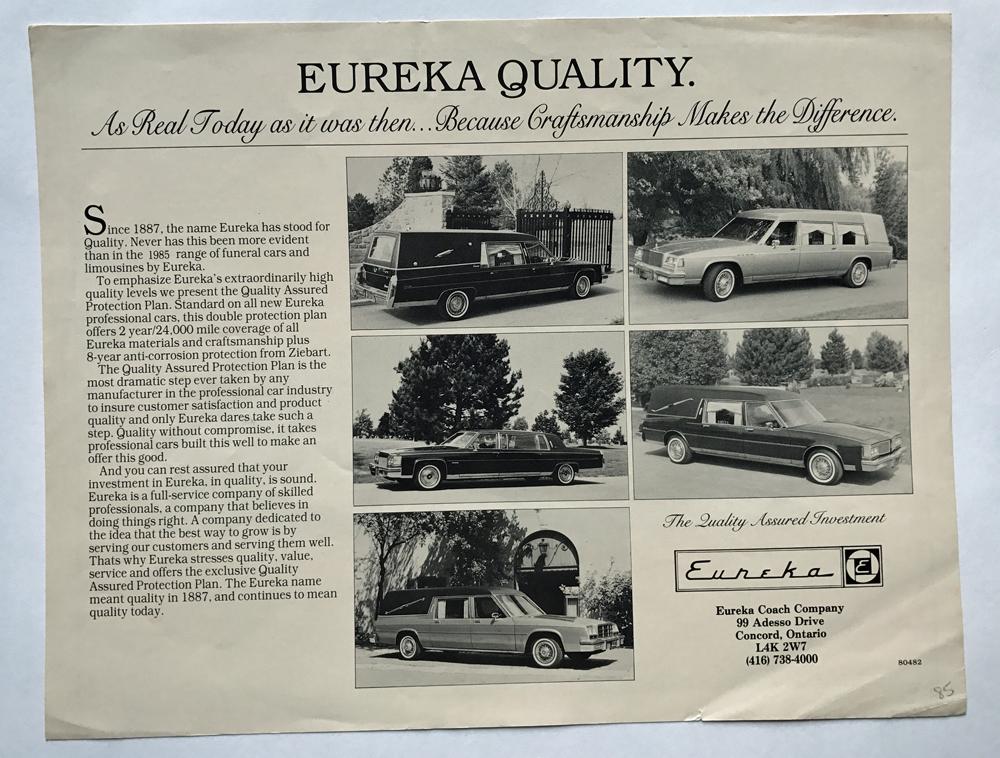 EUREKA QUALITY.
As Real Today as it was then...Because Craftsmanship Makes the Difference.
Since 1887, the name Eureka has stood for
Quality. Never has this been more evident
than in the 1985 range of funeral cars and
limousines by Eureka.
To emphasize Eureka's extraordinarily high
quality levels we present the Quality Assured
Protection Plan. Standard on all new Eureka
professional cars, this double protection plan
offers 2 year/24,000 mile coverage of all
Eureka materials and craftsmanship plus
8-year anti-corrosion protection from Ziebart.
The Quality Assured Protection Plan is the
most dramatic step ever taken by any
manufacturer in the professional car industry
to insure customer satisfaction and product
quality and only Eureka dares take such a
step. Quality without compromise, it takes
professional cars built this well to make an
offer this good.
And you can rest assured that your
investment in Eureka, in quality, is sound.
Eureka is a full-service company of skilled
professionals, a company that believes in
doing things right. A company dedicated to
the idea that the best way to grow is by
serving our customers and serving them well.
Thats why Eureka stresses quality, value,
service and offers the exclusive Quality
Assured Protection Plan. The Eureka name
meant quality in 1887, and continues to mean
quality today.
The Quality Assured Investment
Eureka E
Eureka Coach Company
99 Adesso Drive
Concord, Ontario
L4K 2W7
(416) 738-4000
80482
85